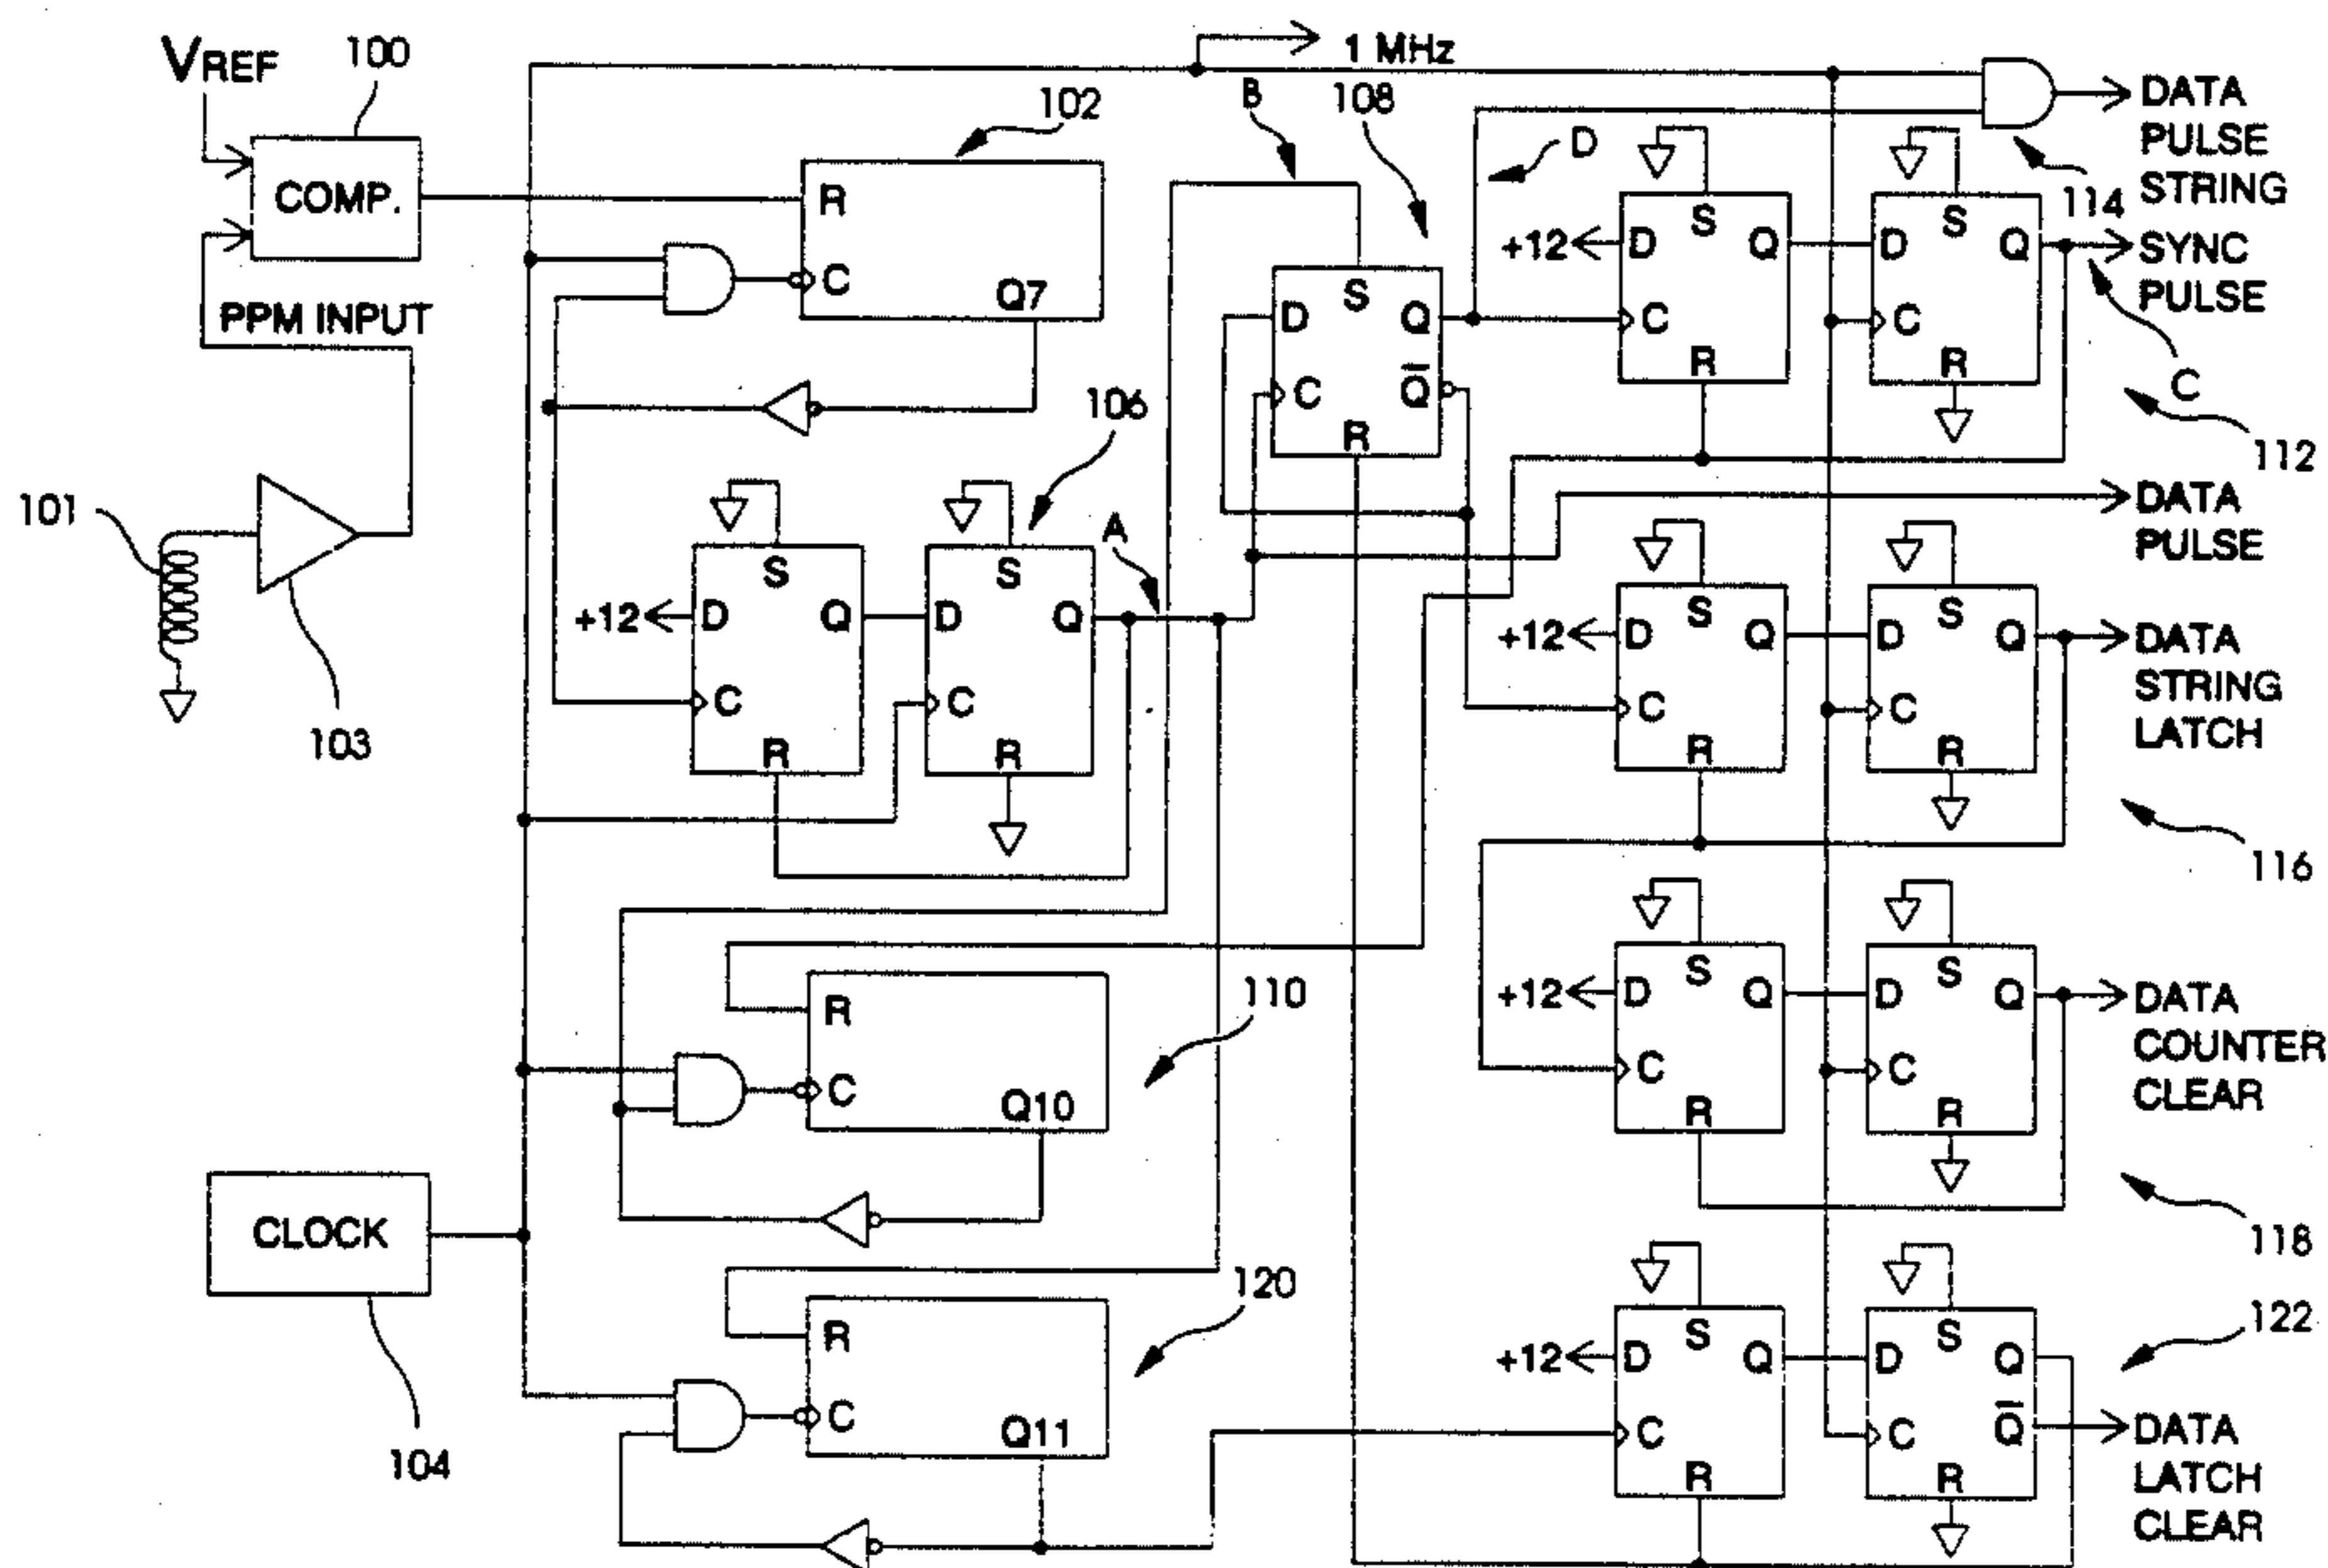 VREF
100
COMP.
PPM INPUT
101
103
102
R
C
Q7
1 MHz
B
108
D
114
DATA
PULSE
STRING
S
D
Q
C
Q̅
R
+12
S
D
Q
C
R
S
D
Q
C
R
SYNC
PULSE
C
112
106
A
+12
S
D
Q
C
R
S
D
Q
C
R
DATA
PULSE
+12
S
D
Q
C
R
S
D
Q
C
R
DATA
STRING
LATCH
116
110
R
C
Q10
+12
S
D
Q
C
R
S
D
Q
C
R
DATA
COUNTER
CLEAR
118
CLOCK
104
120
R
C
Q11
+12
S
D
Q
C
R
S
D
Q
C
Q̅
R
122
DATA
LATCH
CLEAR